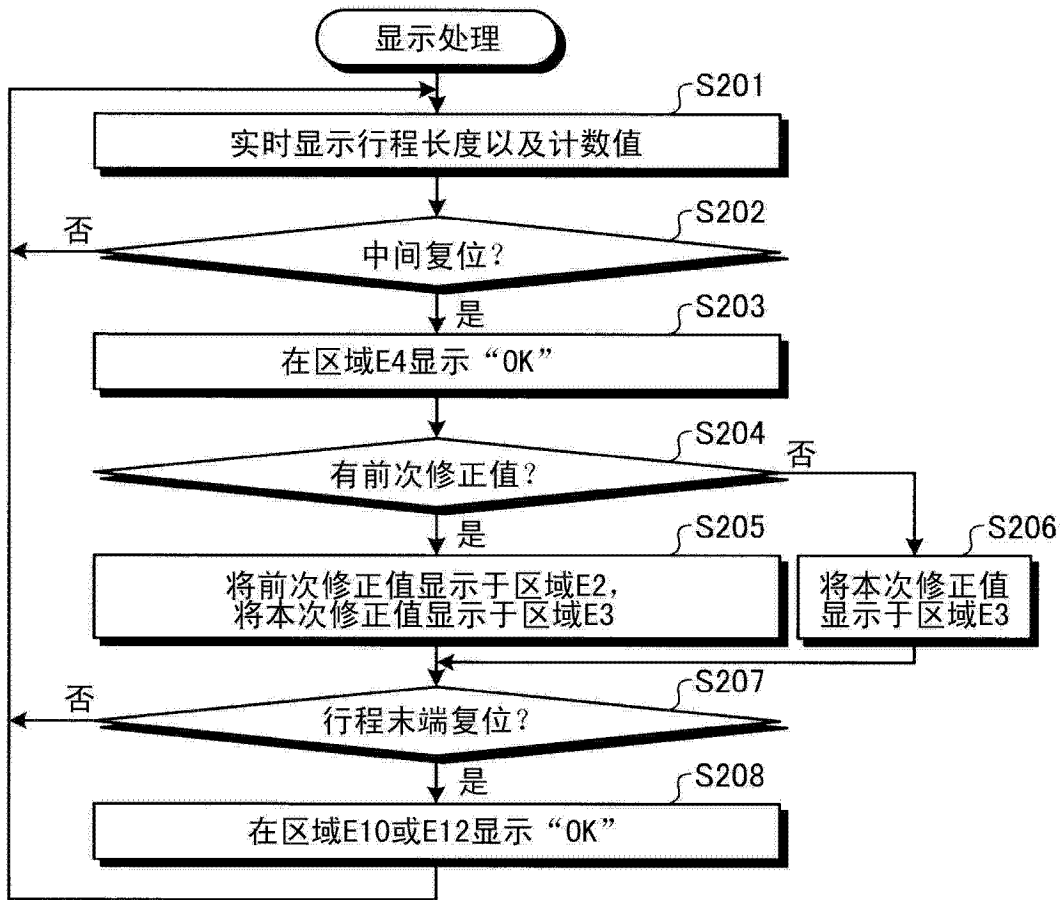 显示处理
S201
实时显示行程长度以及计数值
S202
否
中间复位？
是
S203
在区域E4显示“OK”
S204
否
有前次修正值？
是
S205
S206
将前次修正值显示于区域E2，
将本次修正值显示于区域E3
将本次修正值
显示于区域E3
S207
否
行程末端复位？
是
S208
在区域E10或E12显示“OK”